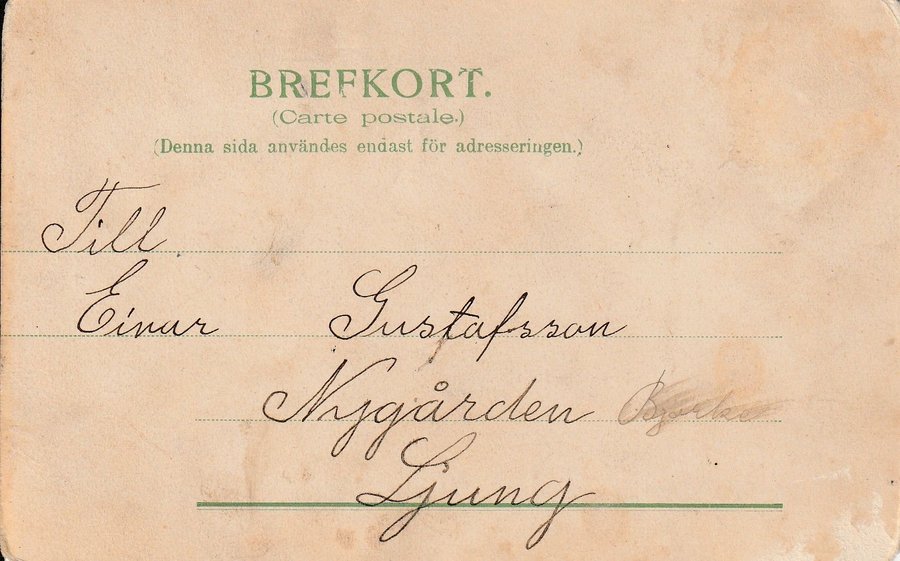 BREFKORT.
(Carte postale.)
(Denna sida användes endast för adresseringen.)
Till
Einar Gustafsson
Nygården
Ljung